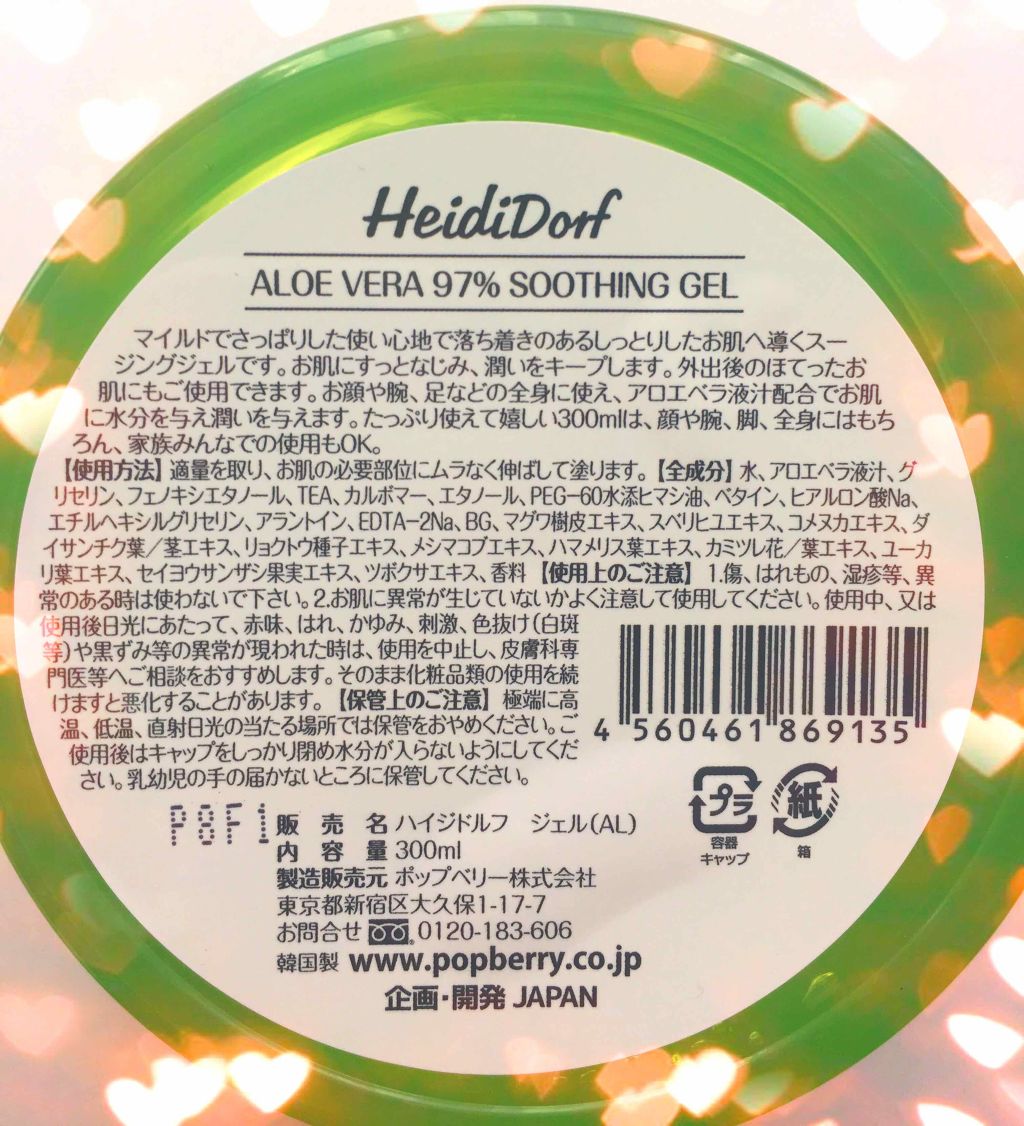 HeidiDorf
ALOE VERA 97% SOOTHING GEL
マイルドでさっぱりした使い心地で落ち着きのあるしっとりしたお肌へ導くスー
ジングジェルです。お肌にすっとなじみ、潤いをキープします。外出後のほてったお
肌にもご使用できます。お顔や腕、足などの全身に使え、アロエベラ液汁配合でお肌
に水分を与え潤いを与えます。たっぷり使えて嬉しい300mlは、顔や腕、脚、全身にはもち
ろん、家族みんなでの使用もOK。
【使用方法】適量を取り、お肌の必要部位にムラなく伸ばして塗ります。【全成分】水、アロエベラ液汁、グ
リセリン、フェノキシエタノール、TEA、カルボマー、エタノール、PEG-60水添ヒマシ油、ベタイン、ヒアルロン酸Na、
エチルヘキシルグリセリン、アラントイン、EDTA-2Na、BG、マグワ樹皮エキス、スベリヒユエキス、コメヌカエキス、ダ
イサンチク葉/茎エキス、リョクトウ種子エキス、メシマコブエキス、ハマメリス葉エキス、カミツレ花/葉エキス、ユーカ
リ葉エキス、セイヨウサンザシ果実エキス、ツボクサエキス、香料【使用上のご注意】1.傷、はれもの、湿疹等、異
常のある時は使わないで下さい。2.お肌に異常が生じていないかよく注意して使用してください。使用中、又は
使用後日光にあたって、赤味、はれ、かゆみ、刺激、色抜け(白斑
等)や黒ずみ等の異常が現われた時は、使用を中止し、皮膚科専
門医等へご相談をおすすめします。そのまま化粧品類の使用を続
けますと悪化することがあります。【保管上のご注意】極端に高
温、低温、直射日光の当たる場所では保管をおやめください。ご
使用後はキャップをしっかり閉め水分が入らないようにしてくだ
さい。乳幼児の手の届かないところに保管してください。
4 560461 869135
プラ
容器
キャップ
紙
箱
P8F1
販売名 ハイジドルフ ジェル(AL)
内容量 300ml
製造販売元 ポップベリー株式会社
東京都新宿区大久保1-17-7
お問合せ 0120-183-606
韓国製 www.popberry.co.jp
企画・開発 JAPAN